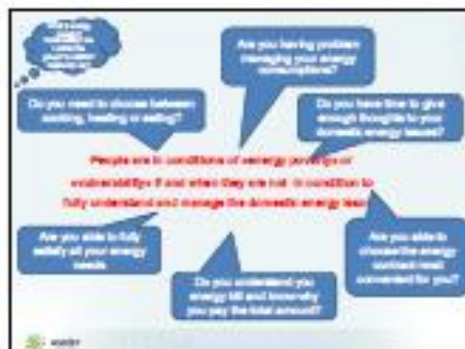 Are you having problem
managing your energy
consumptions?
Do you need to choose between
cooking, heating or eating?
Do you have time to give
enough thoughts to your
domestic energy issues?
People are in conditions of energy poverty or
vulnerability if and when they are not in condition to
fully understand and manage the domestic energy
Are you able to fully
satisfy all your energy
needs
Do you understand you
energy bill and know why
you pay the total amount?
Are you able to
choose the energy
contract most
convenient for you?